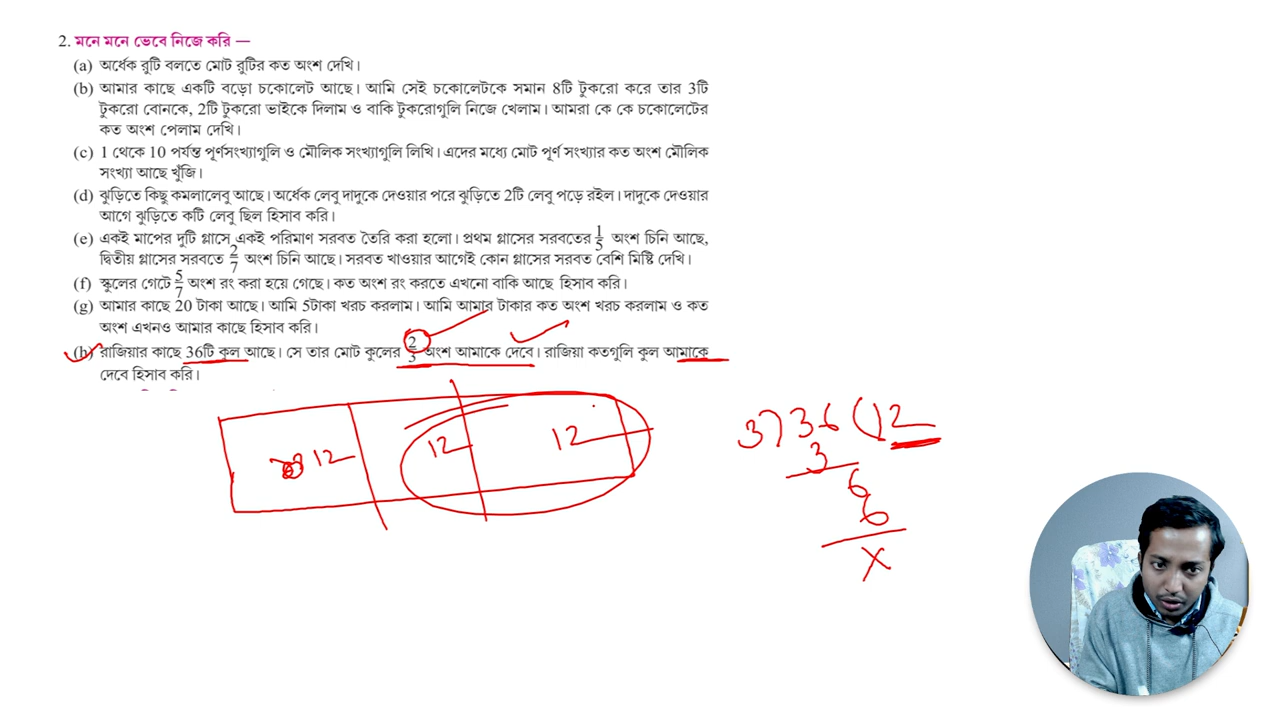 2. মনে মনে ভেবে নিজে করি —
(a) অর্ধেক রুটি বলতে মোট রুটির কত অংশ দেখি।
(b) আমার কাছে একটি বড়ো চকোলেট আছে। আমি সেই চকোলেটকে সমান 8টি টুকরো করে তার 3টি
টুকরো বোনকে, 2টি টুকরো ভাইকে দিলাম ও বাকি টুকরোগুলি নিজে খেলাম। আমরা কে কে চকোলেটের
কত অংশ পেলাম দেখি।
(c) 1 থেকে 10 পর্যন্ত পূর্ণসংখ্যাগুলি ও মৌলিক সংখ্যাগুলি লিখি। এদের মধ্যে মোট পূর্ণ সংখ্যার কত অংশ মৌলিক
সংখ্যা আছে খুঁজি।
(d) ঝুড়িতে কিছু কমলালেবু আছে। অর্ধেক লেবু দাদুকে দেওয়ার পরে ঝুড়িতে 2টি লেবু পড়ে রইল। দাদুকে দেওয়ার
আগে ঝুড়িতে কটি লেবু ছিল হিসাব করি।
(e) একই মাপের দুটি গ্লাসে একই পরিমাণ সরবত তৈরি করা হলো। প্রথম গ্লাসের সরবতের 1/5 অংশ চিনি আছে,
দ্বিতীয় গ্লাসের সরবতে 2/7 অংশ চিনি আছে। সরবত খাওয়ার আগেই কোন গ্লাসের সরবত বেশি মিষ্টি দেখি।
(f) স্কুলের গেটে 5/7 অংশ রং করা হয়ে গেছে। কত অংশ রং করতে এখনো বাকি আছে হিসাব করি।
(g) আমার কাছে 20 টাকা আছে। আমি 5টাকা খরচ করলাম। আমি আমার টাকার কত অংশ খরচ করলাম ও কত
অংশ এখনও আমার কাছে হিসাব করি।
(h) রাজিয়ার কাছে 36টি কুল আছে। সে তার মোট কুলের 2/3 অংশ আমাকে দেবে। রাজিয়া কতগুলি কুল আমাকে
দেবে হিসাব করি।
12 12 12
3) 36 (12
3
6
6
x